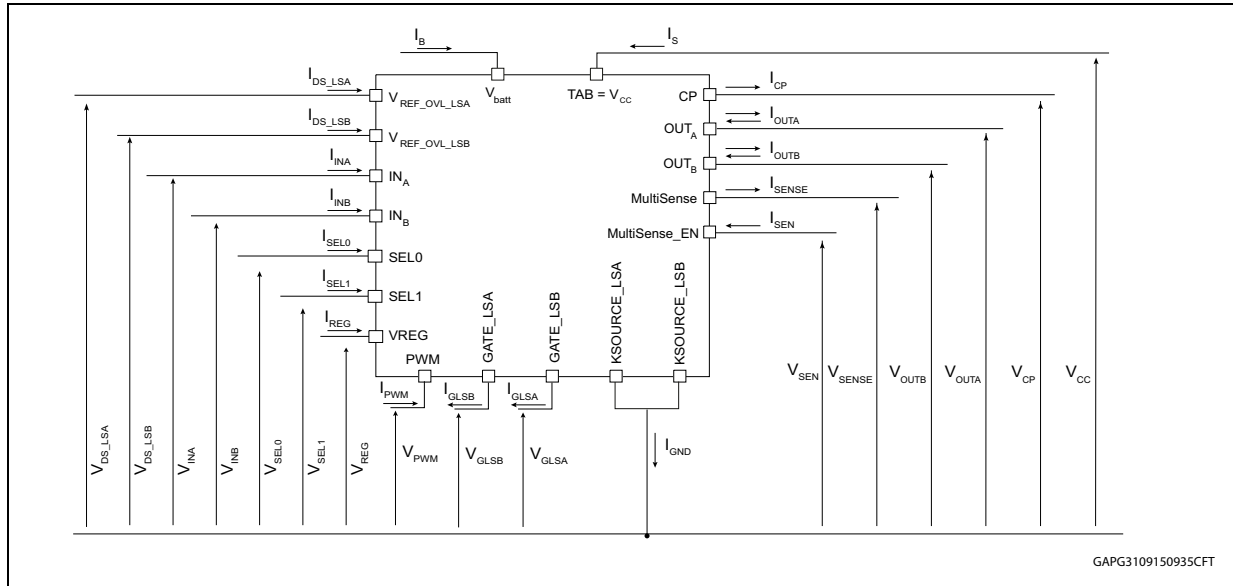 I_B
I_S
V_batt
TAB = V_CC
I_DS_LSA
V_REF_OVL_LSA
I_DS_LSB
V_REF_OVL_LSB
I_INA
IN_A
I_INB
IN_B
I_SEL0
SEL0
I_SEL1
SEL1
I_REG
VREG
CP
I_CP
OUT_A
I_OUTA
OUT_B
I_OUTB
MultiSense
I_SENSE
MultiSense_EN
I_SEN
PWM
GATE_LSA
GATE_LSB
KSOURCE_LSA
KSOURCE_LSB
I_PWM
I_GLSB
I_GLSA
I_GND
V_DS_LSA
V_DS_LSB
V_INA
V_INB
V_SEL0
V_SEL1
V_REG
V_PWM
V_GLSB
V_GLSA
V_SEN
V_SENSE
V_OUTB
V_OUTA
V_CP
V_CC
GAPG3109150935CFT